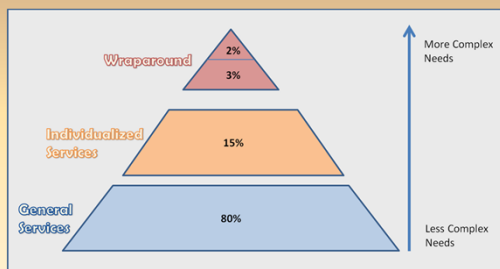 2%
3%
Wraparound
More Complex
Needs
Individualized
Services
15%
General
Services
80%
Less Complex
Needs